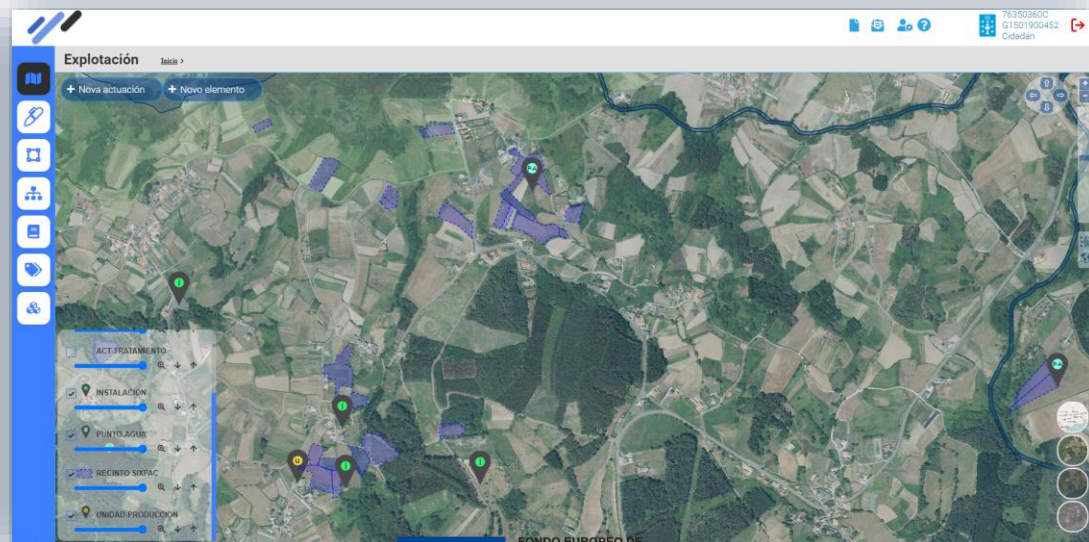 76350360C
G1501900452
Cidadán
Explotación
Inicio >
+ Nova actuación
+ Novo elemento
ACT-TRATAMENTO
INSTALACION
PUNTO AGUA
RECINTO SIXPAC
UNIDAD PRODUCCION
FONDO EUROPEO DE